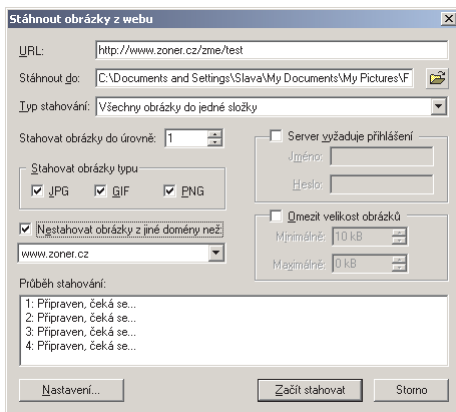 Stáhnout obrázky z webu
URL: http://www.zoner.cz/zme/test
Stáhnout do: C:\Documents and Settings\Slava\My Documents\My Pictures\F
Typ stahování: Všechny obrázky do jedné složky
Stahovat obrázky do úrovně: 1
Server vyžaduje přihlášení
Jméno:
Heslo:
Stahovat obrázky typu
JPG GIF PNG
Nestahovat obrázky z jiné domény než:
www.zoner.cz
Omezit velikost obrázků
Minimálně: 10 kB
Maximálně: 0 kB
Průběh stahování:
1: Připraven, čeká se...
2: Připraven, čeká se...
3: Připraven, čeká se...
4: Připraven, čeká se...
Nastavení... Začít stahovat Storno